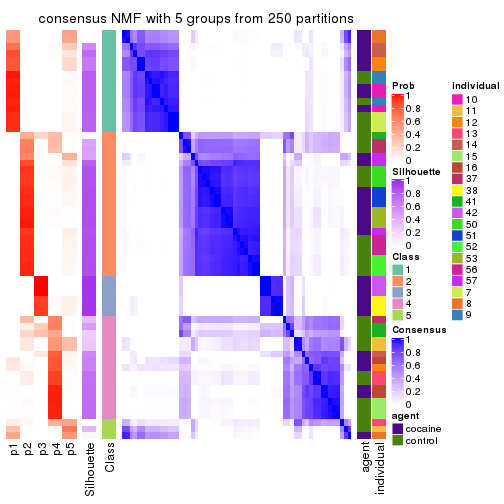 consensus NMF with 5 groups from 250 partitions
p1
p2
p3
p4
p5
Silhouette
Class
agent
individual
Prob
1
0.8
0.6
0.4
0.2
0
Silhouette
1
0.8
0.6
0.4
0.2
0
Class
1
2
3
4
5
Consensus
1
0.8
0.6
0.4
0.2
0
agent
cocaine
control
individual
10
11
12
13
14
15
16
37
38
41
42
50
51
52
53
56
57
7
8
9